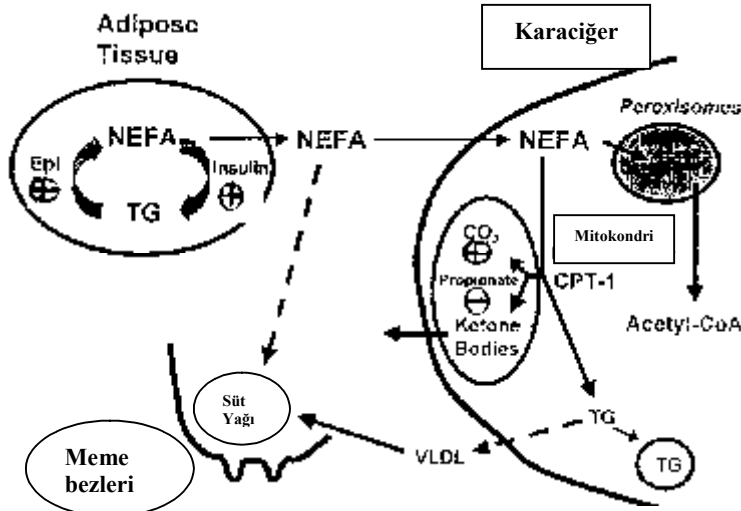 Adipose
Tissue
Karaciğer
Peroxisomes
NEFA
NEFA
NEFA
Epi
Insulin
TG
CO₂
Mitokondri
Propionate
CPT-1
Ketone
Bodies
Acetyl-CoA
Süt
Yağı
TG
VLDL
TG
Meme
bezleri